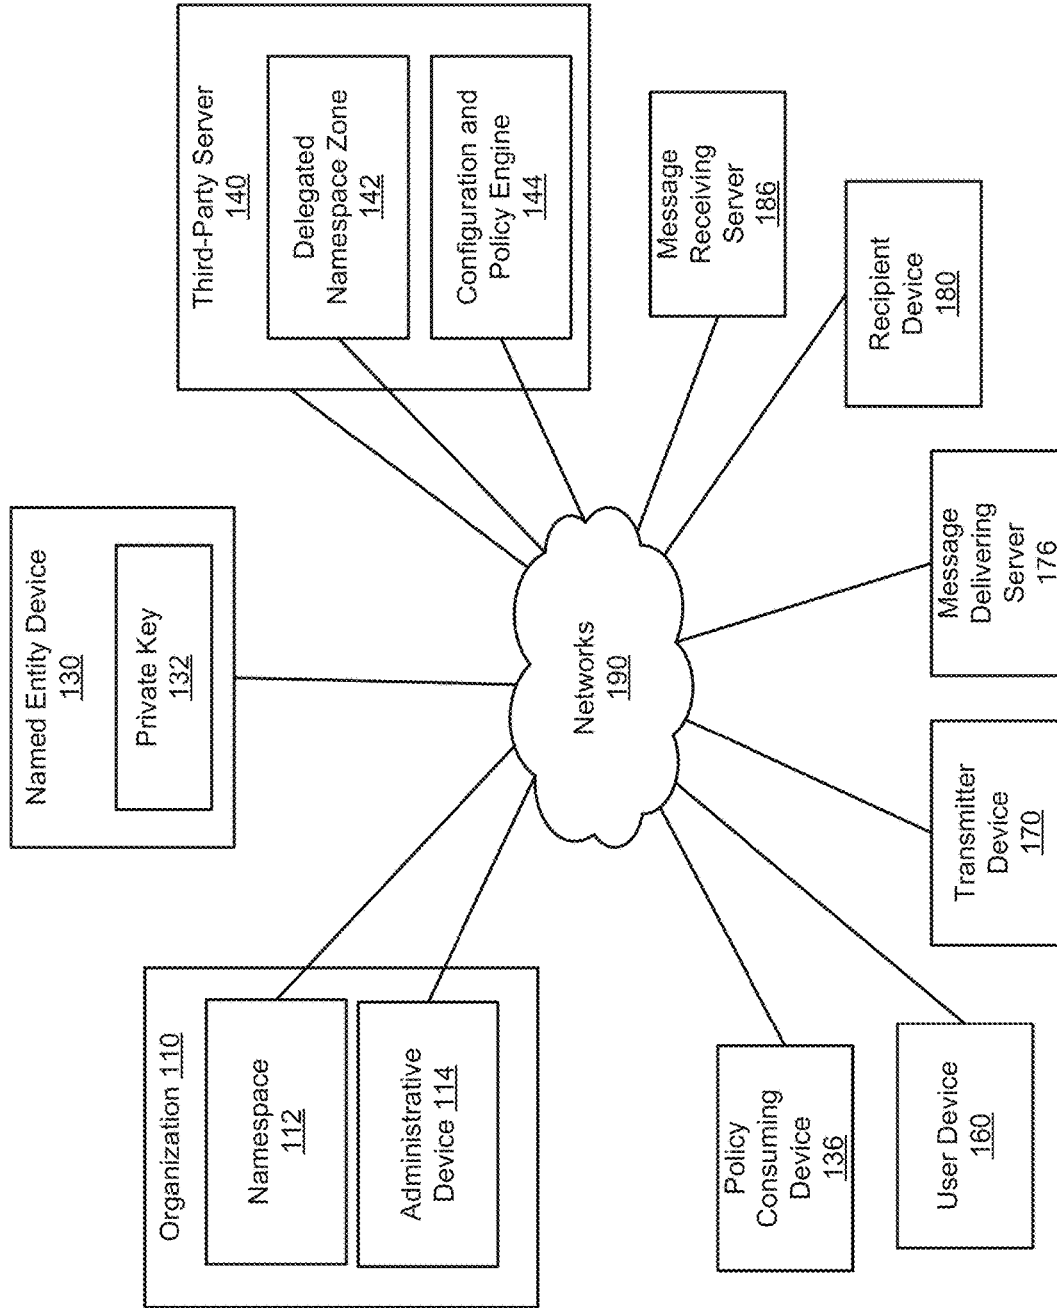 Organization 110
Namespace
112
Administrative
Device 114
Named Entity Device
130
Private Key
132
Third-Party Server
140
Delegated
Namespace Zone
142
Configuration and
Policy Engine
144
Networks
190
Policy
Consuming
Device
136
User Device
160
Transmitter
Device
170
Message
Delivering
Server
176
Recipient
Device
180
Message
Receiving
Server
186